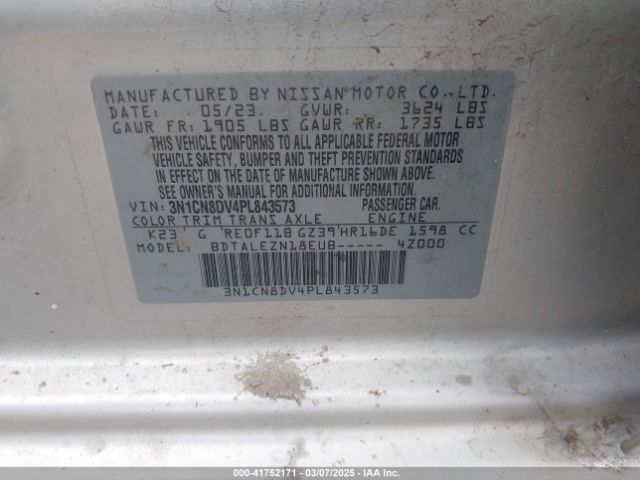 MANUFACTURED BY NISSAN MOTOR CO., LTD.
DATE: 05/23. GVWR: 3624 LBS
GAWR FR: 1905 LBS GAWR RR: 1735 LBS
THIS VEHICLE CONFORMS TO ALL APPLICABLE FEDERAL MOTOR
VEHICLE SAFETY, BUMPER AND THEFT PREVENTION STANDARDS
IN EFFECT ON THE DATE OF MANUFACTURE SHOWN ABOVE.
SEE OWNER'S MANUAL FOR ADDITIONAL INFORMATION.
VIN: 3N1CN8DV4PL843573 PASSENGER CAR.
COLOR TRIM TRANS AXLE ENGINE
K23 G RE0F11B GZ39 HR16DE 1598 CC
MODEL: BDTALEZN18EUB----- 4Z000
3N1CN8DV4PL843573
000-41752171 | 03/07/2025 | IAA Inc.